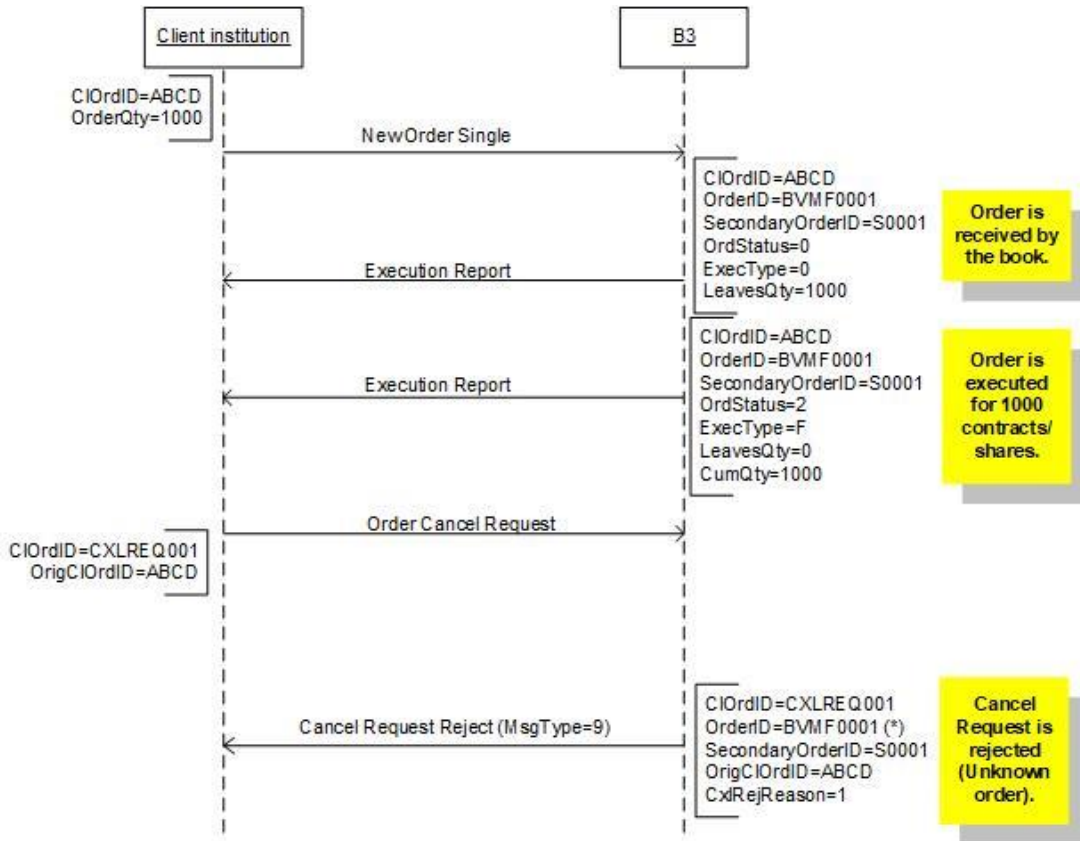 Client institution
B3
ClOrdID=ABCD
OrderQty=1000
NewOrder Single
ClOrdID=ABCD
OrderID=BVMF0001
SecondaryOrderID=S0001
OrdStatus=0
ExecType=0
LeavesQty=1000
Order is
received by
the book.
Execution Report
ClOrdID=ABCD
OrderID=BVMF0001
SecondaryOrderID=S0001
OrdStatus=2
ExecType=F
LeavesQty=0
CumQty=1000
Order is
executed
for 1000
contracts/
shares.
Execution Report
Order Cancel Request
ClOrdID=CXLREQ001
OrigClOrdID=ABCD
Cancel Request Reject (MsgType=9)
ClOrdID=CXLREQ001
OrderID=BVMF0001 (*)
SecondaryOrderID=S0001
OrigClOrdID=ABCD
CxlRejReason=1
Cancel
Request is
rejected
(Unknown
order).